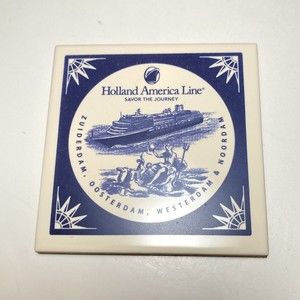 Holland America Line®
SAVOR THE JOURNEY
ZUIDERDAM, OOSTERDAM, WESTERDAM & NOORDAM